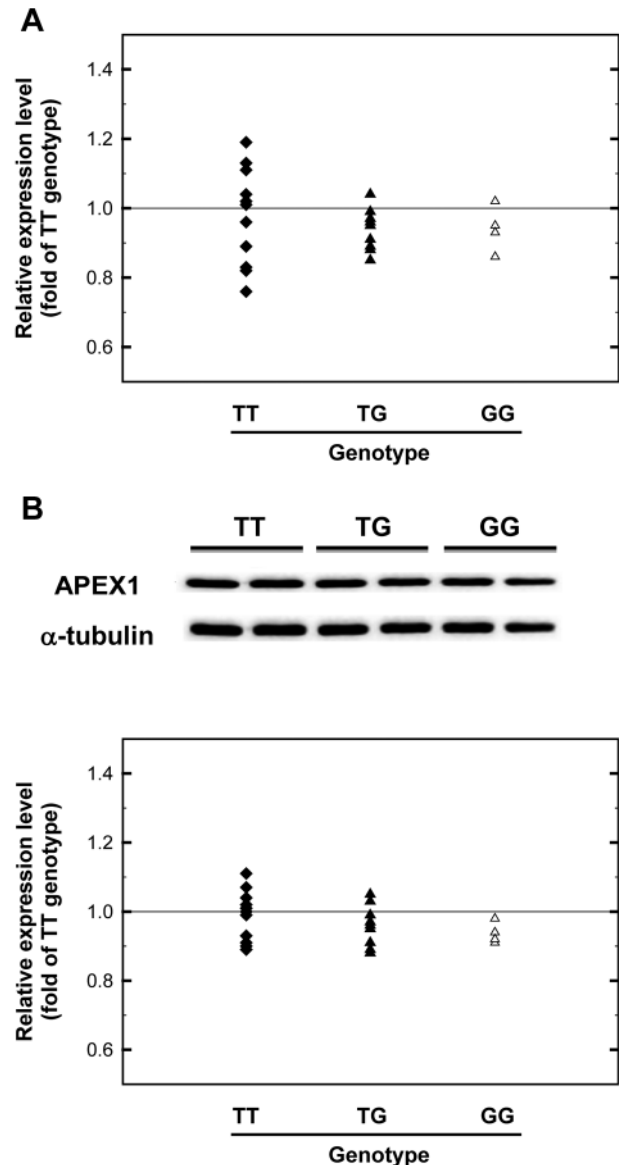 A
Relative expression level
(fold of TT genotype)
1.4
1.2
1.0
0.8
0.6
TT TG GG
Genotype
B
TT TG GG
APEX1
α-tubulin
Relative expression level
(fold of TT genotype)
1.4
1.2
1.0
0.8
0.6
TT TG GG
Genotype